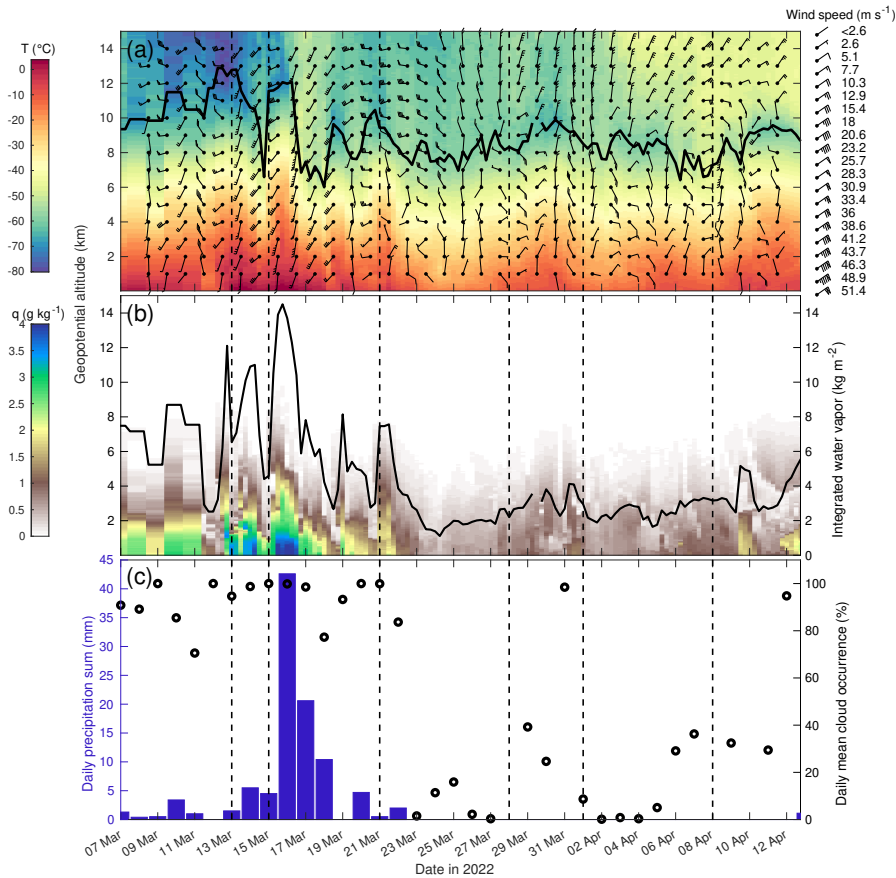 Wind speed (m s-1)
T (°C)
0
-10
-20
-30
-40
-50
-60
-70
-80
(a)
14
12
10
8
6
4
2
<2.6
2.6
5.1
7.7
10.3
12.9
15.4
18
20.6
23.2
25.7
28.3
30.9
33.4
36
38.6
41.2
43.7
46.3
48.9
51.4
Geopotential altitude (km)
q (g kg-1)
4
3.5
3
2.5
2
1.5
1
0.5
0
(b)
14
12
10
8
6
4
2
0
14
12
10
8
6
4
2
0
Integrated water vapor (kg m-2)
(c)
45
40
35
30
25
20
15
10
5
0
Daily precipitation sum (mm)
100
80
60
40
20
0
Daily mean cloud occurrence (%)
07 Mar
09 Mar
11 Mar
13 Mar
15 Mar
17 Mar
19 Mar
21 Mar
23 Mar
25 Mar
27 Mar
29 Mar
31 Mar
02 Apr
04 Apr
06 Apr
08 Apr
10 Apr
12 Apr
Date in 2022